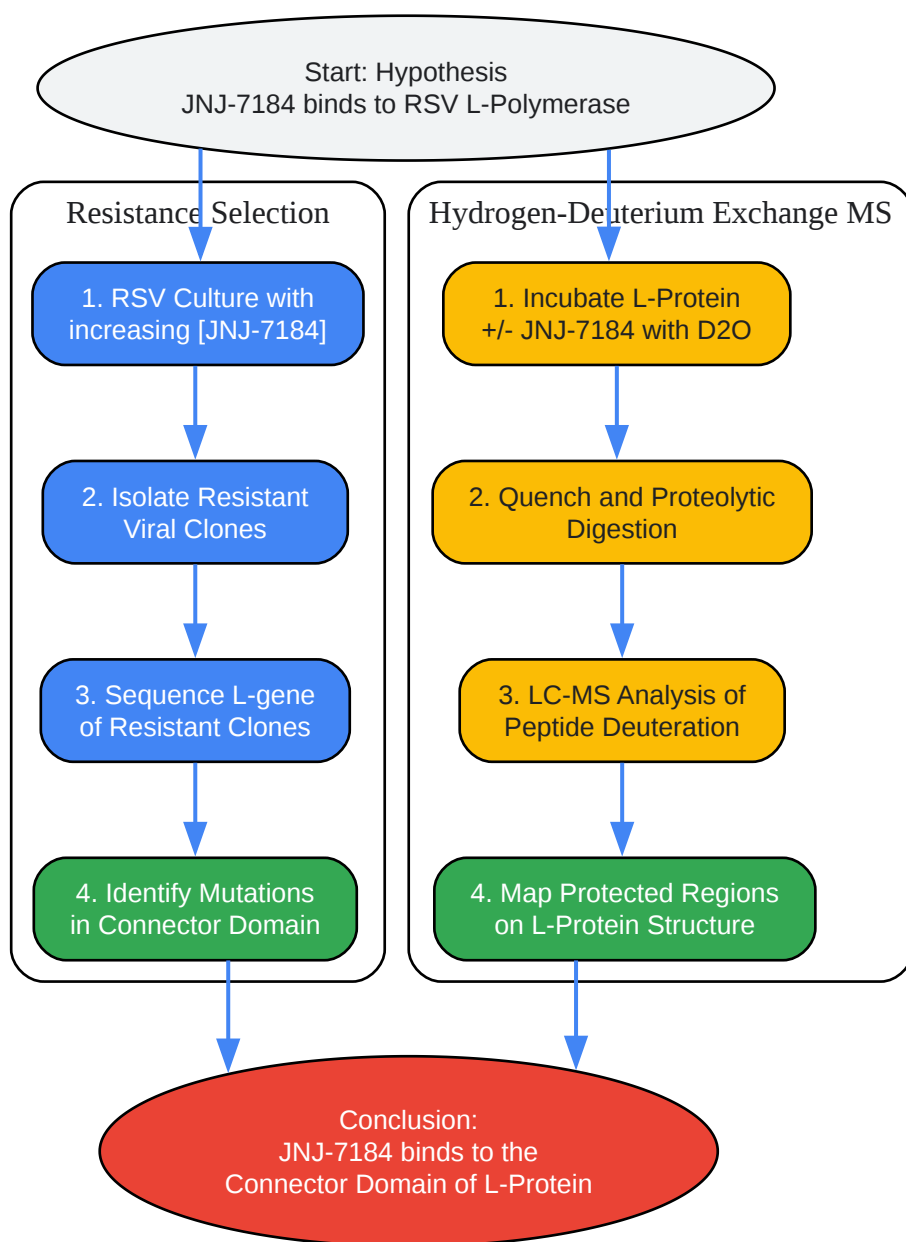 Start: Hypothesis
JNJ-7184 binds to RSV L-Polymerase
Resistance Selection
1. RSV Culture with
increasing [JNJ-7184]
2. Isolate Resistant
Viral Clones
3. Sequence L-gene
of Resistant Clones
4. Identify Mutations
in Connector Domain
Hydrogen-Deuterium Exchange MS
1. Incubate L-Protein
+/- JNJ-7184 with D2O
2. Quench and Proteolytic
Digestion
3. LC-MS Analysis of
Peptide Deuteration
4. Map Protected Regions
on L-Protein Structure
Conclusion:
JNJ-7184 binds to the
Connector Domain of L-Protein